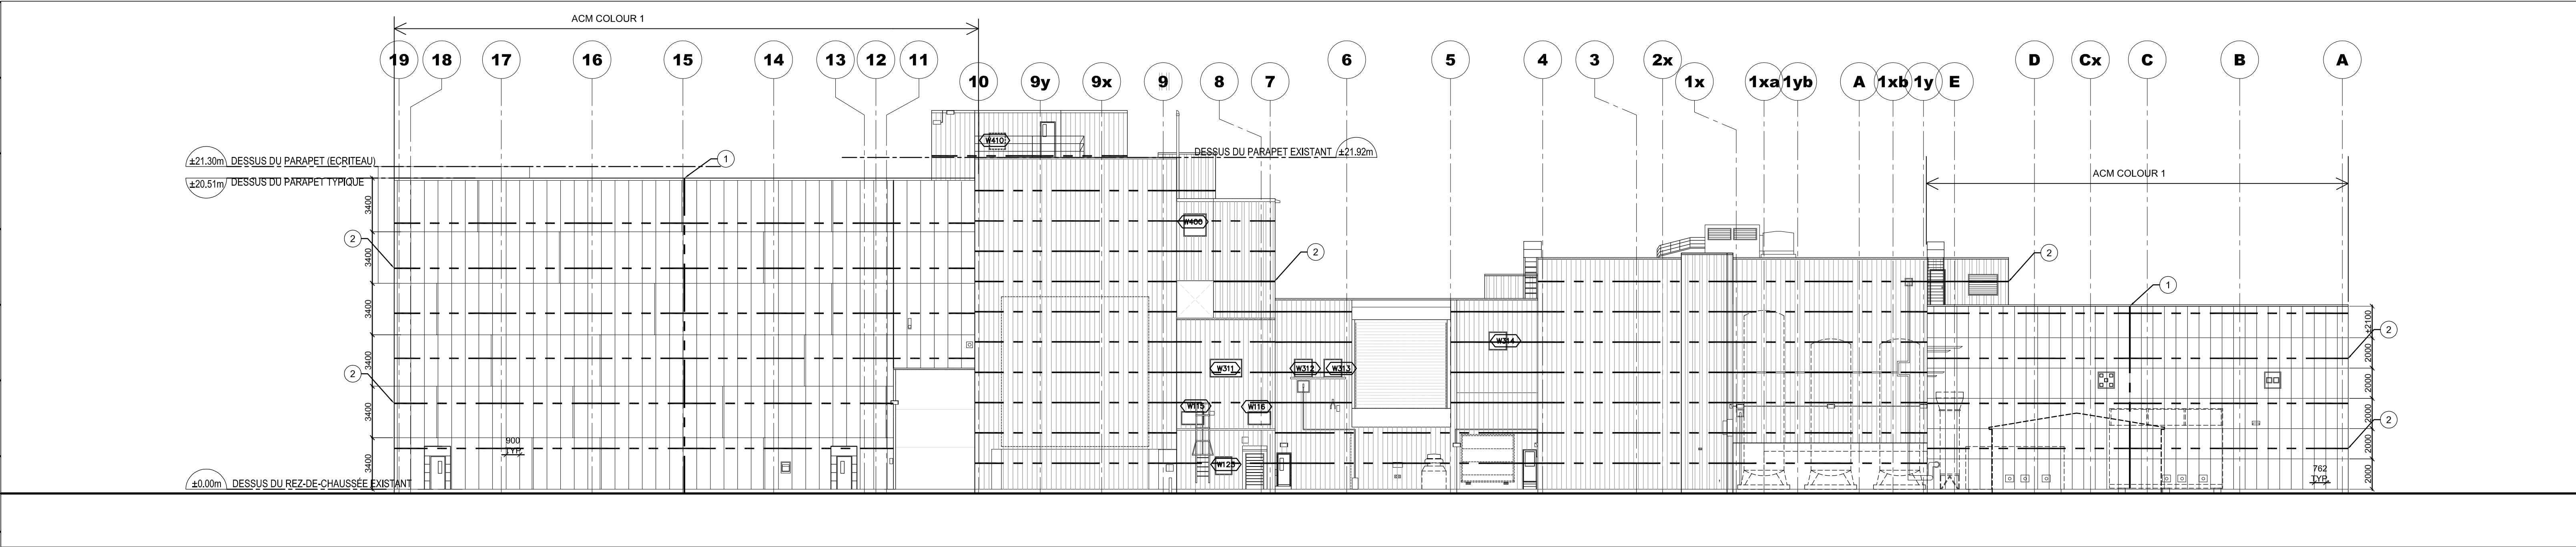 ACM COLOUR 1
19
18
17
16
15
14
13
12
11
10
9y
9x
9
8
7
6
5
4
3
2x
1x
1xa
1yb
A
1xb
1y
E
D
Cx
C
B
A
±21.30m DESSUS DU PARAPET (ECRITEAU)
±20.51m DESSUS DU PARAPET TYPIQUE
DESSUS DU PARAPET EXISTANT ±21.92m
ACM COLOUR 1
1
2
2
2
2
1
2
2
3400
3400
3400
3400
3400
3400
W410
W400
W311
W312
W313
W314
W115
W116
W123
900
TYP.
±2100
2000
2000
2000
2000
2000
762
TYP.
±0.00m DESSUS DU REZ-DE-CHAUSSÉE EXISTANT